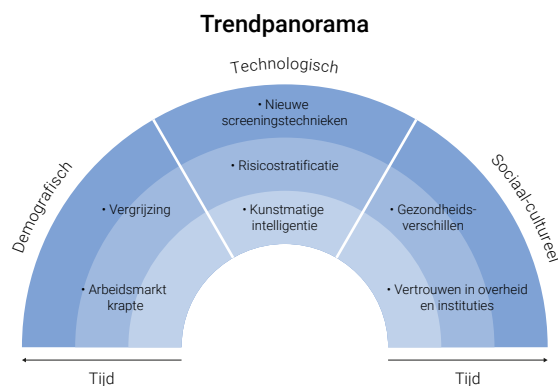 Trendpanorama
Technologisch
• Nieuwe
screeningstechnieken
• Risicostratificatie
• Kunstmatige
intelligentie
Demografisch
• Vergrijzing
• Arbeidsmarkt
krapte
Sociaal-cultureel
• Gezondheids-
verschillen
• Vertrouwen in overheid
en instituties
Tijd
Tijd